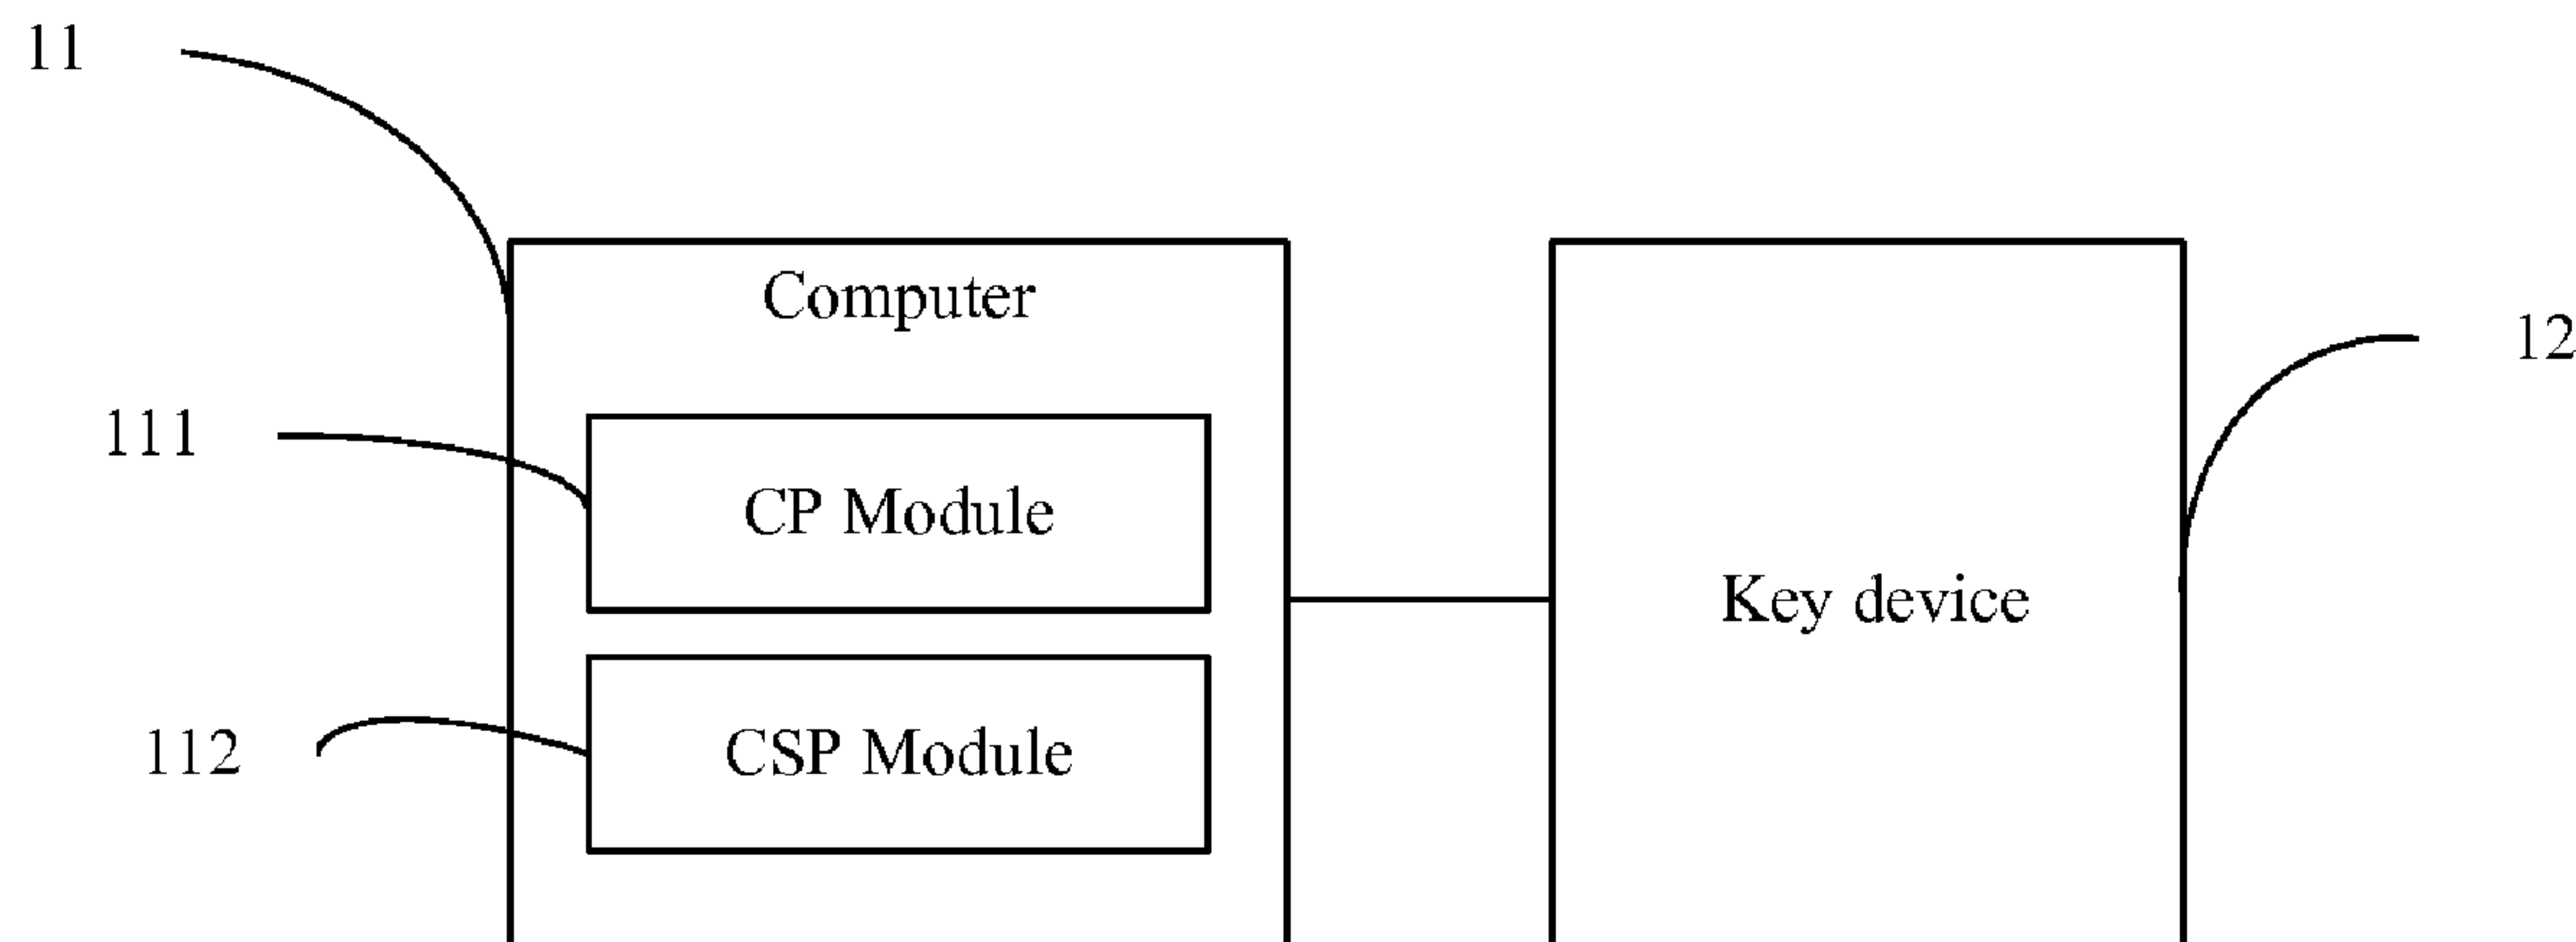 11
Computer
12
111
CP Module
Key device
112
CSP Module